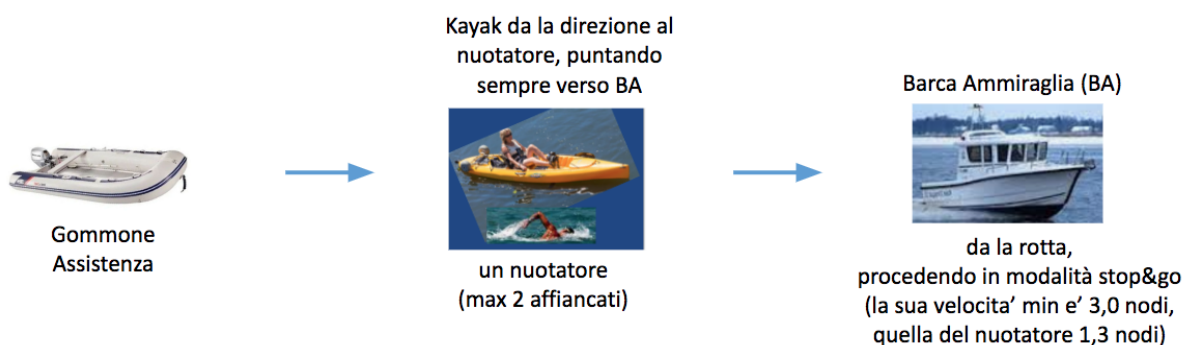 Kayak da la direzione al
nuotatore, puntando
sempre verso BA
Barca Ammiraglia (BA)
Gommone
Assistenza
un nuotatore
(max 2 affiancati)
da la rotta,
procedendo in modalità stop&go
(la sua velocita’ min e’ 3,0 nodi,
quella del nuotatore 1,3 nodi)